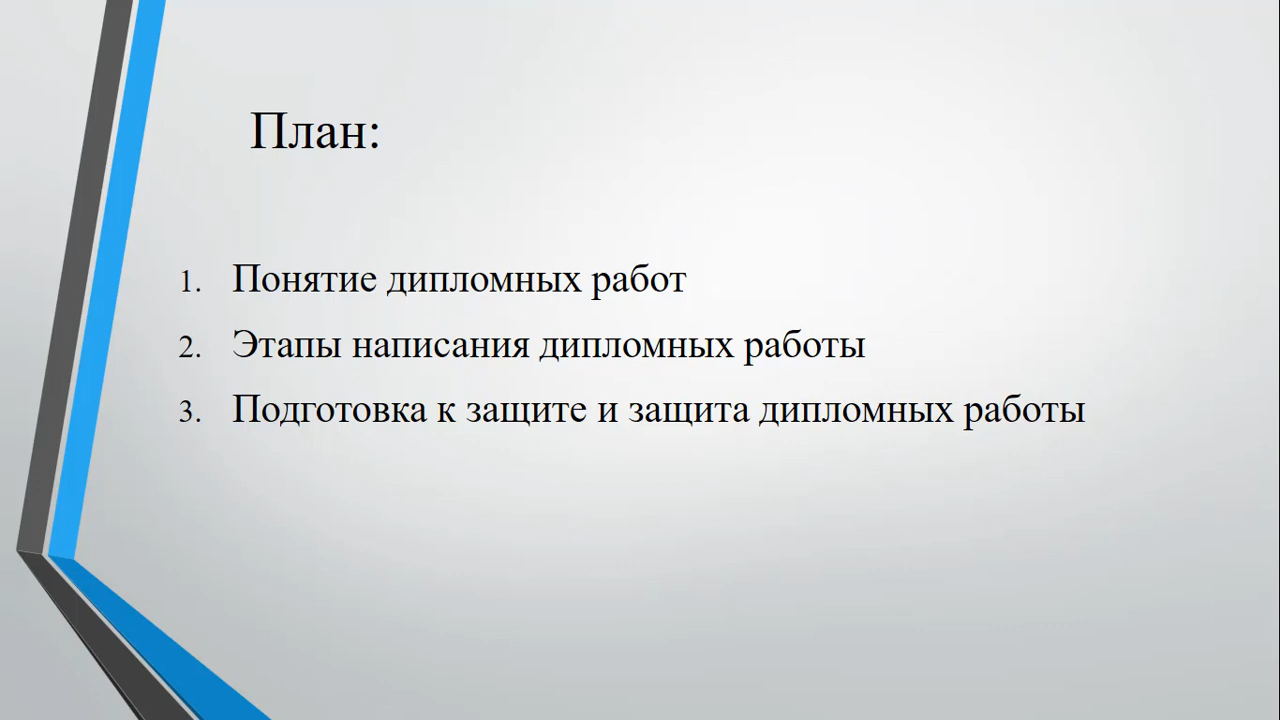 План:
1. Понятие дипломных работ
2. Этапы написания дипломных работы
3. Подготовка к защите и защита дипломных работы